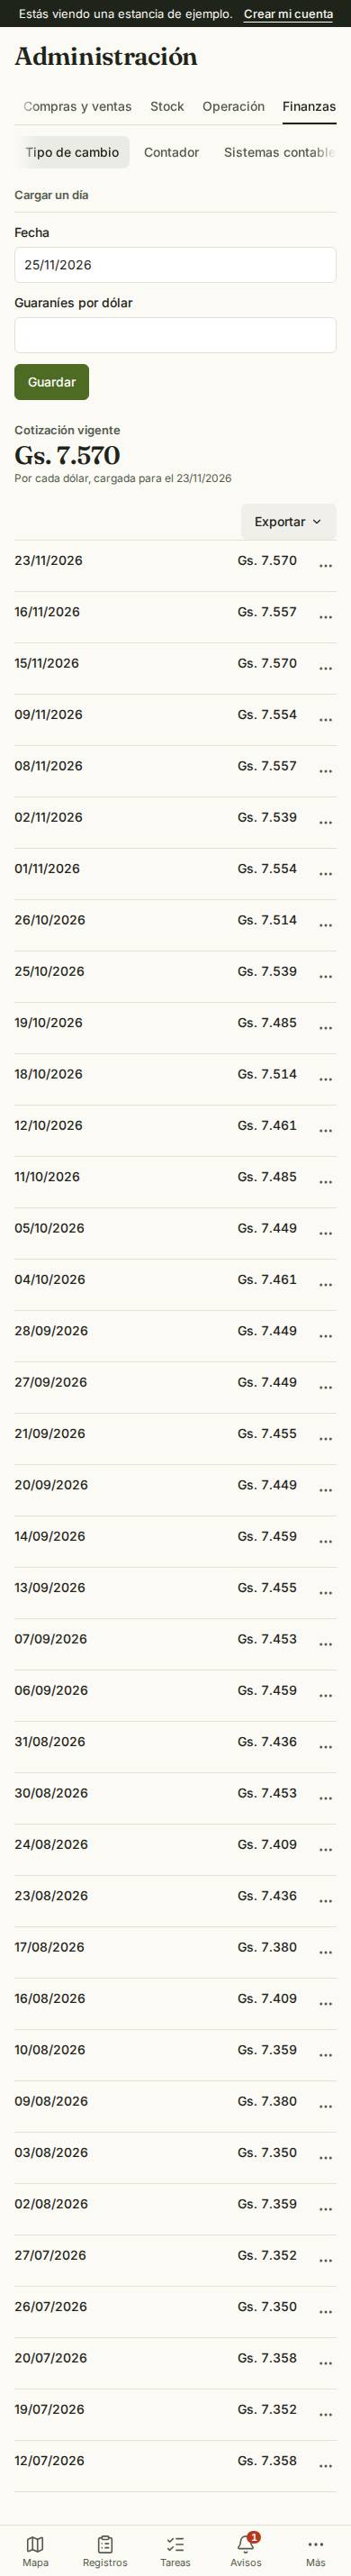 Estás viendo una estancia de ejemplo. Crear mi cuenta
Administración
Compras y ventas Stock Operación Finanzas
Tipo de cambio Contador Sistemas contable
Cargar un día
Fecha
25/11/2026
Guaraníes por dólar
Guardar
Cotización vigente
Gs. 7.570
Por cada dólar, cargada para el 23/11/2026
Exportar
23/11/2026 Gs. 7.570
16/11/2026 Gs. 7.557
15/11/2026 Gs. 7.570
09/11/2026 Gs. 7.554
08/11/2026 Gs. 7.557
02/11/2026 Gs. 7.539
01/11/2026 Gs. 7.554
26/10/2026 Gs. 7.514
25/10/2026 Gs. 7.539
19/10/2026 Gs. 7.485
18/10/2026 Gs. 7.514
12/10/2026 Gs. 7.461
11/10/2026 Gs. 7.485
05/10/2026 Gs. 7.449
04/10/2026 Gs. 7.461
28/09/2026 Gs. 7.449
27/09/2026 Gs. 7.449
21/09/2026 Gs. 7.455
20/09/2026 Gs. 7.449
14/09/2026 Gs. 7.459
13/09/2026 Gs. 7.455
07/09/2026 Gs. 7.453
06/09/2026 Gs. 7.459
31/08/2026 Gs. 7.436
30/08/2026 Gs. 7.453
24/08/2026 Gs. 7.409
23/08/2026 Gs. 7.436
17/08/2026 Gs. 7.380
16/08/2026 Gs. 7.409
10/08/2026 Gs. 7.359
09/08/2026 Gs. 7.380
03/08/2026 Gs. 7.350
02/08/2026 Gs. 7.359
27/07/2026 Gs. 7.352
26/07/2026 Gs. 7.350
20/07/2026 Gs. 7.358
19/07/2026 Gs. 7.352
12/07/2026 Gs. 7.358
1
Mapa Registros Tareas Avisos Más